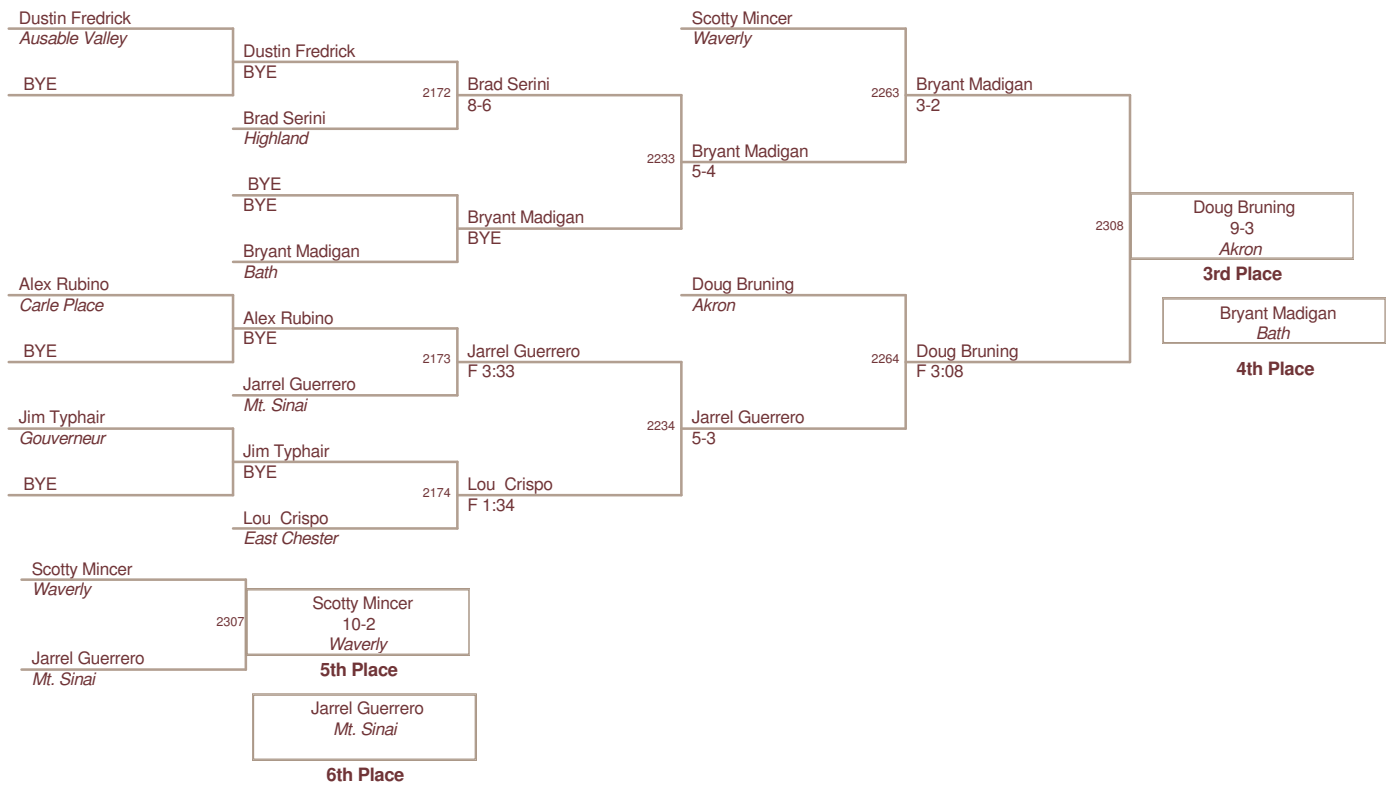 Dustin Fredrick
Ausable Valley
BYE
Dustin Fredrick
BYE
2172
Brad Serini
Highland
Brad Serini
8-6
BYE
BYE
Bryant Madigan
Bath
Bryant Madigan
BYE
2233
Bryant Madigan
5-4
Scotty Mincer
Waverly
2263
Bryant Madigan
3-2
Alex Rubino
Carle Place
BYE
Alex Rubino
BYE
2173
Jarrel Guerrero
Mt. Sinai
Jarrel Guerrero
F 3:33
Jim Typhair
Gouverneur
BYE
Jim Typhair
BYE
2174
Lou Crispo
East Chester
Lou Crispo
F 1:34
2234
Jarrel Guerrero
5-3
Doug Bruning
Akron
2264
Doug Bruning
F 3:08
2308
Doug Bruning
9-3
Akron
3rd Place
Bryant Madigan
Bath
4th Place
Scotty Mincer
Waverly
2307
Jarrel Guerrero
Mt. Sinai
Scotty Mincer
10-2
Waverly
5th Place
Jarrel Guerrero
Mt. Sinai
6th Place